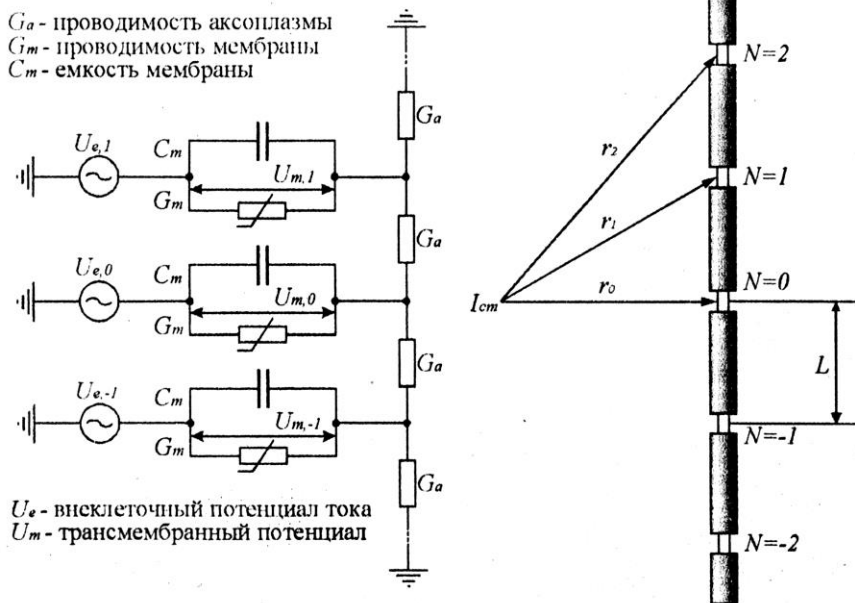 Ga - проводимость аксоплазмы
Gm - проводимость мембраны
Cm - емкость мембраны
Ga
Ue,1
Cm
Um,1
Gm
Ga
Ue,0
Cm
Um,0
Gm
Ga
Ue,-1
Cm
Um,-1
Gm
Ga
Ue - внеклеточный потенциал тока
Um - трансмембранный потенциал
N=2
r2
N=1
r1
N=0
r0
Iст
L
N=-1
N=-2